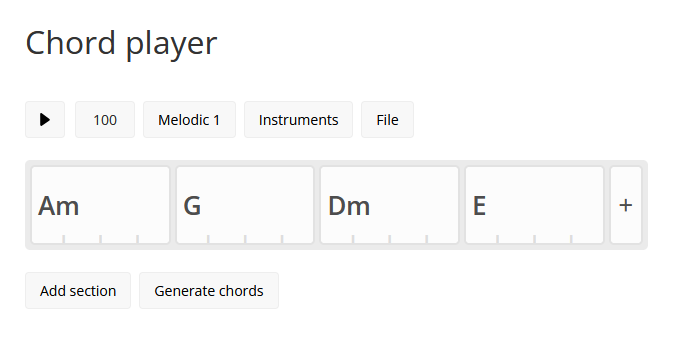 Chord player
100 Melodic 1 Instruments File
Am G Dm E +
Add section Generate chords